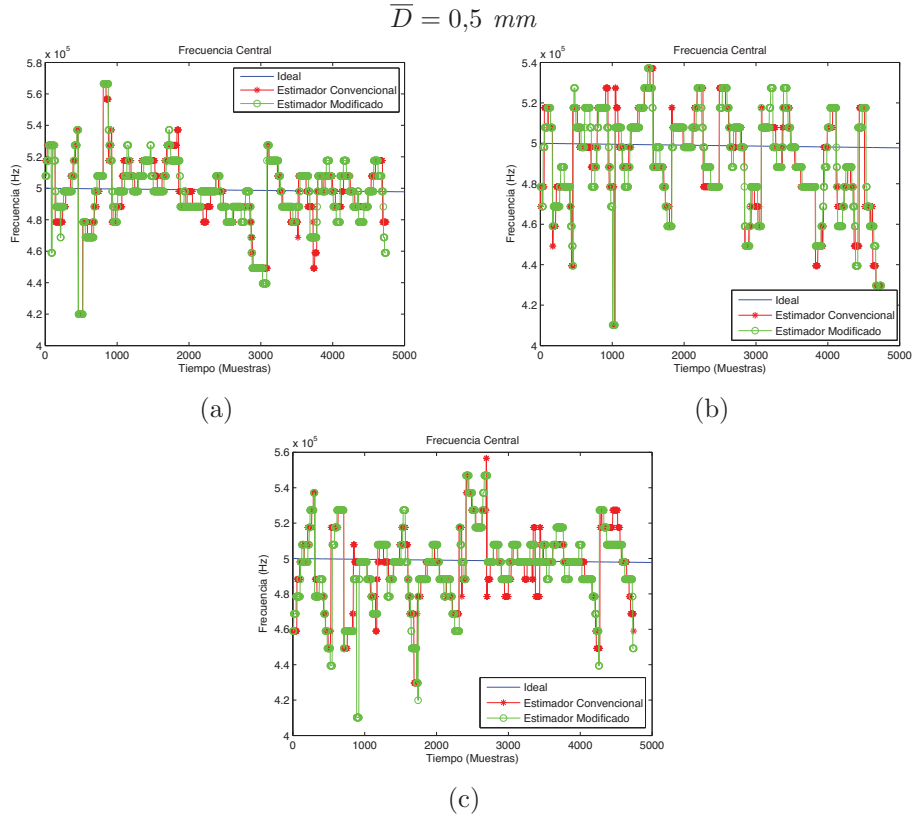 D̅ = 0,5 mm
Frecuencia Central
x 10⁵
Frecuencia (Hz)
5.8
5.6
5.4
5.2
5
4.8
4.6
4.4
4.2
4
0 1000 2000 3000 4000 5000
Tiempo (Muestras)
Ideal
Estimador Convencional
Estimador Modificado
(a)
Frecuencia Central
x 10⁵
Frecuencia (Hz)
5.4
5.2
5
4.8
4.6
4.4
4.2
4
0 1000 2000 3000 4000 5000
Tiempo (Muestras)
Ideal
Estimador Convencional
Estimador Modificado
(b)
Frecuencia Central
x 10⁵
Frecuencia (Hz)
5.6
5.4
5.2
5
4.8
4.6
4.4
4.2
4
0 1000 2000 3000 4000 5000
Tiempo (Muestras)
Ideal
Estimador Convencional
Estimador Modificado
(c)